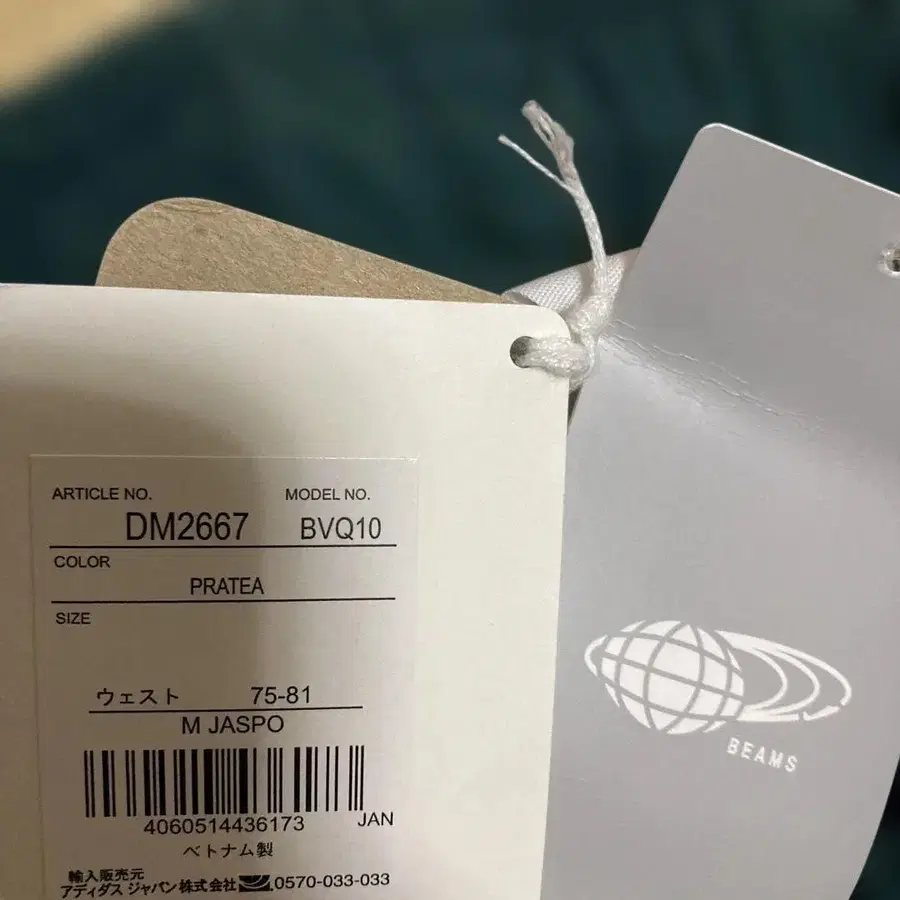 ARTICLE NO. MODEL NO.
DM2667 BVQ10
COLOR
PRATEA
SIZE
ウェスト 75-81
M JASPO
4060514436173 JAN
ベトナム製
輸入販売元
アディダス ジャパン株式会社 0570-033-033
BEAMS